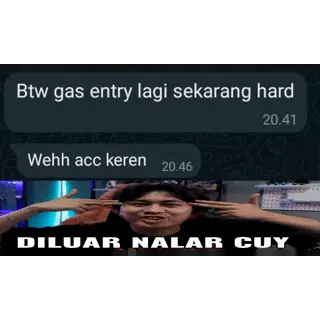 Btw gas entry lagi sekarang hard
20.41
Wehh acc keren 20.46
DILUAR NALAR CUY